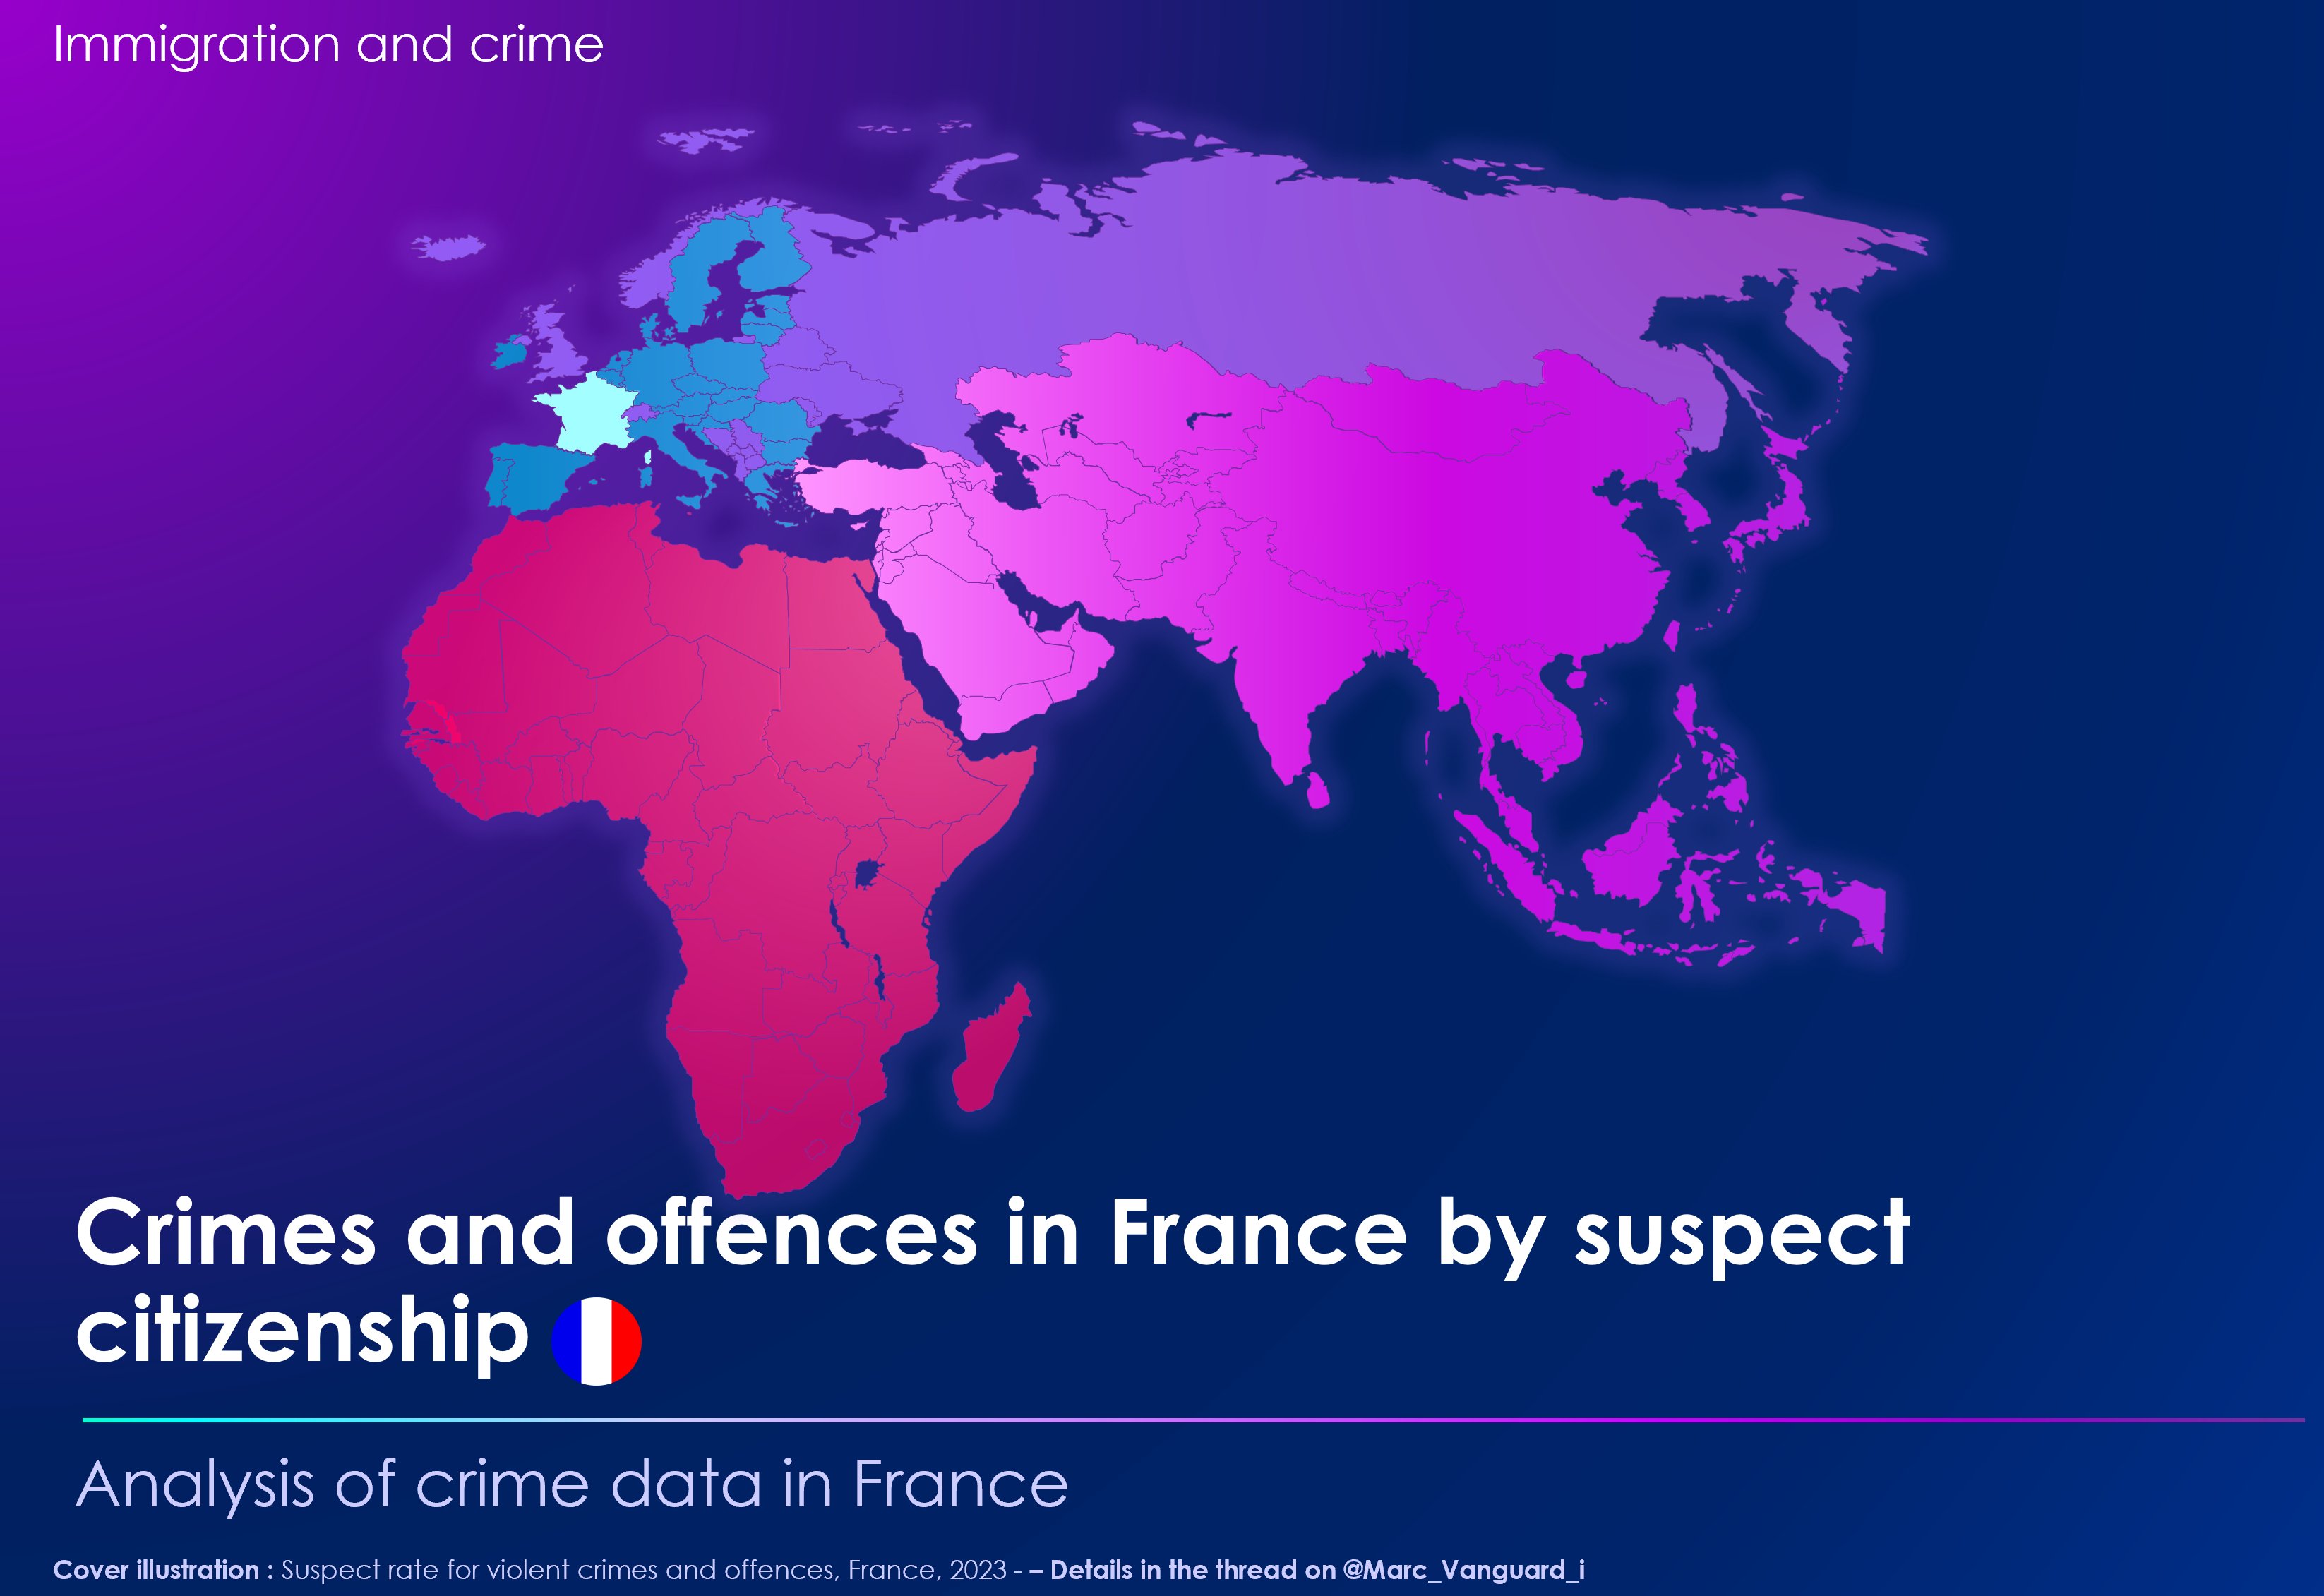 Immigration and crime
Crimes and offences in France by suspect
citizenship
Analysis of crime data in France
Cover illustration : Suspect rate for violent crimes and offences, France, 2023 - – Details in the thread on @Marc_Vanguard_i